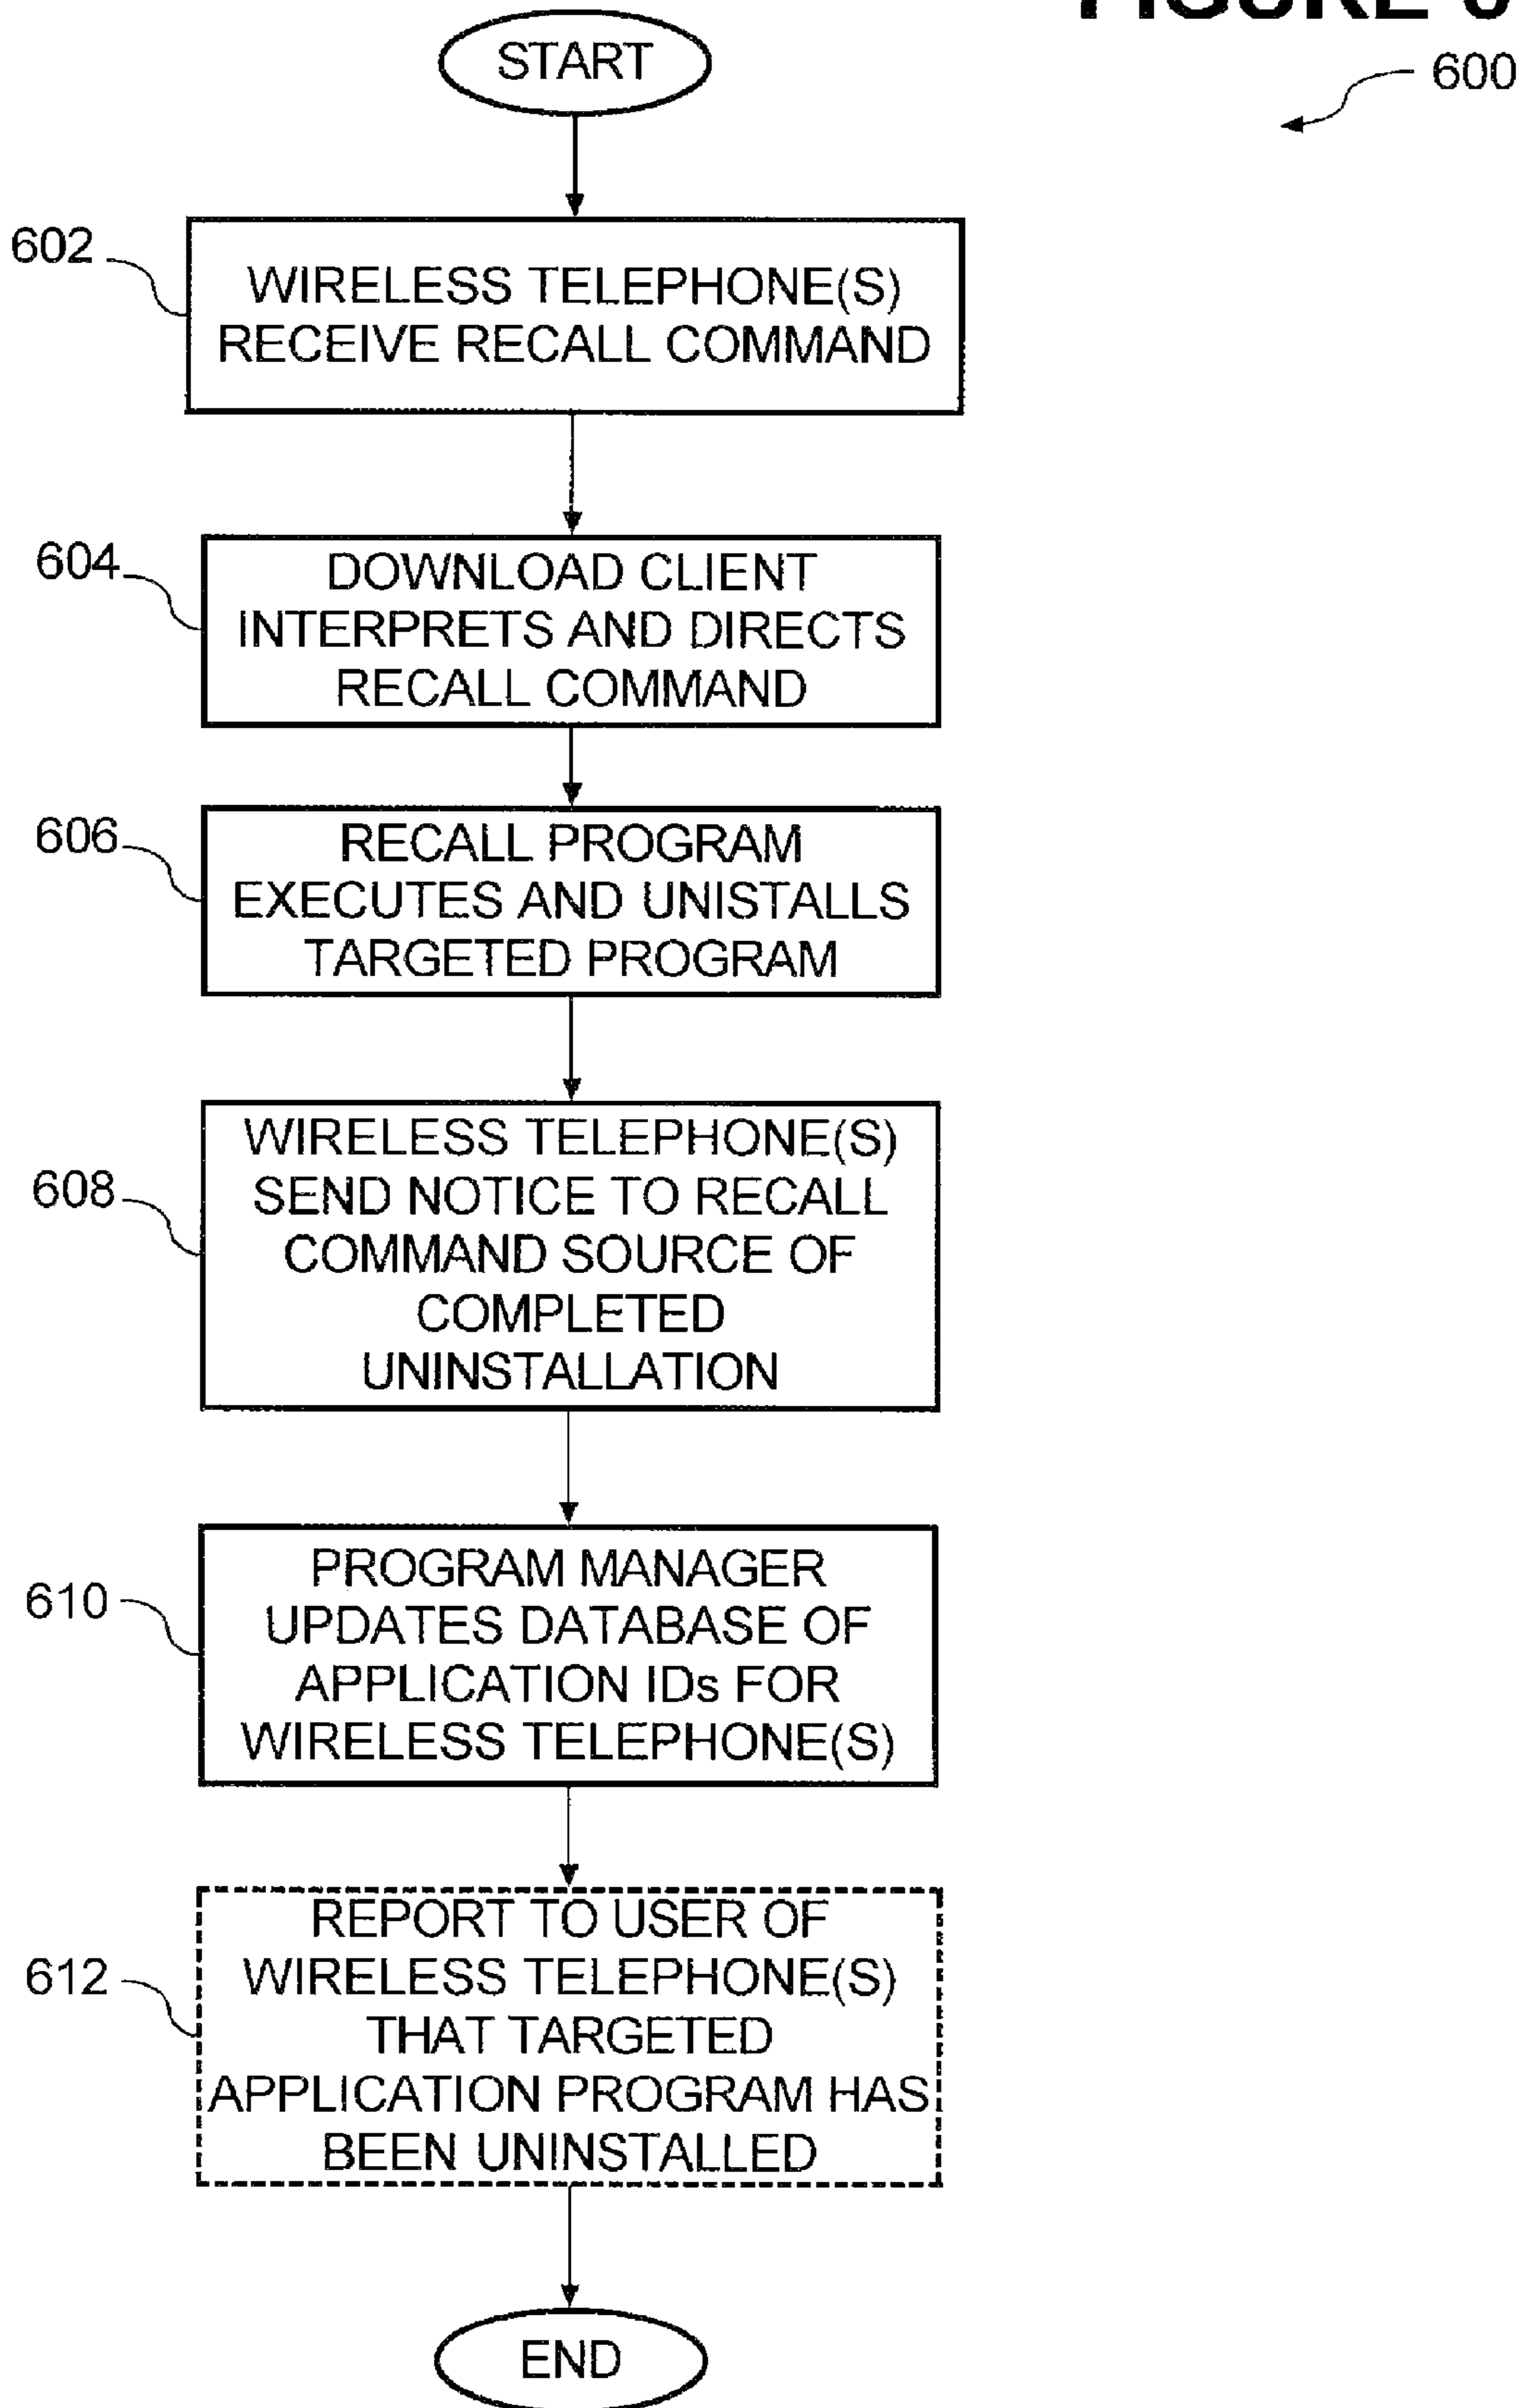 FIGURE 6
START
600
602
WIRELESS TELEPHONE(S)
RECEIVE RECALL COMMAND
604
DOWNLOAD CLIENT
INTERPRETS AND DIRECTS
RECALL COMMAND
606
RECALL PROGRAM
EXECUTES AND UNISTALLS
TARGETED PROGRAM
608
WIRELESS TELEPHONE(S)
SEND NOTICE TO RECALL
COMMAND SOURCE OF
COMPLETED
UNINSTALLATION
610
PROGRAM MANAGER
UPDATES DATABASE OF
APPLICATION IDs FOR
WIRELESS TELEPHONE(S)
612
REPORT TO USER OF
WIRELESS TELEPHONE(S)
THAT TARGETED
APPLICATION PROGRAM HAS
BEEN UNINSTALLED
END